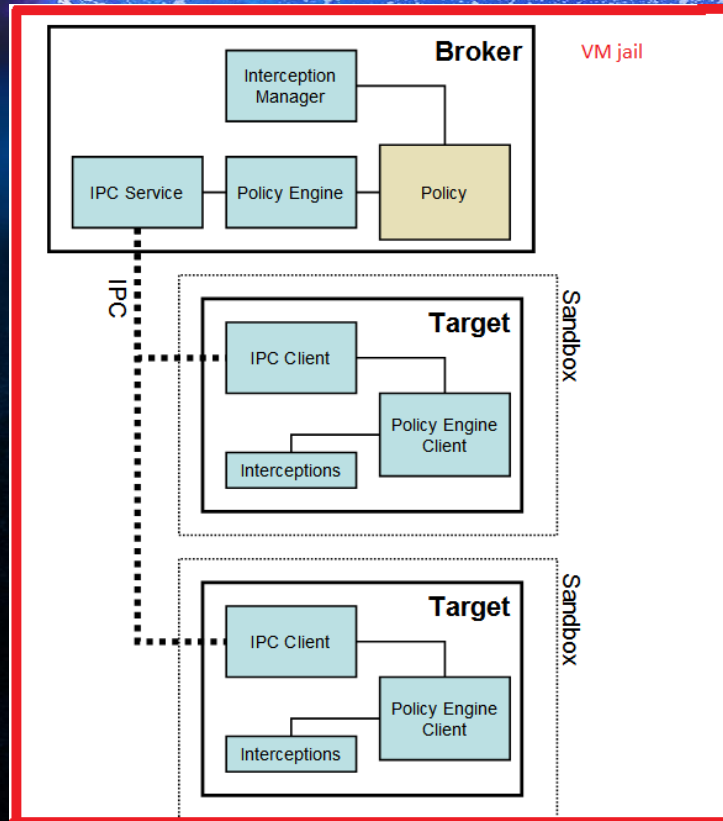 Broker
VM jail
Interception
Manager
IPC Service
Policy Engine
Policy
IPC
Sandbox
Target
IPC Client
Policy Engine
Client
Interceptions
Sandbox
Target
IPC Client
Policy Engine
Client
Interceptions